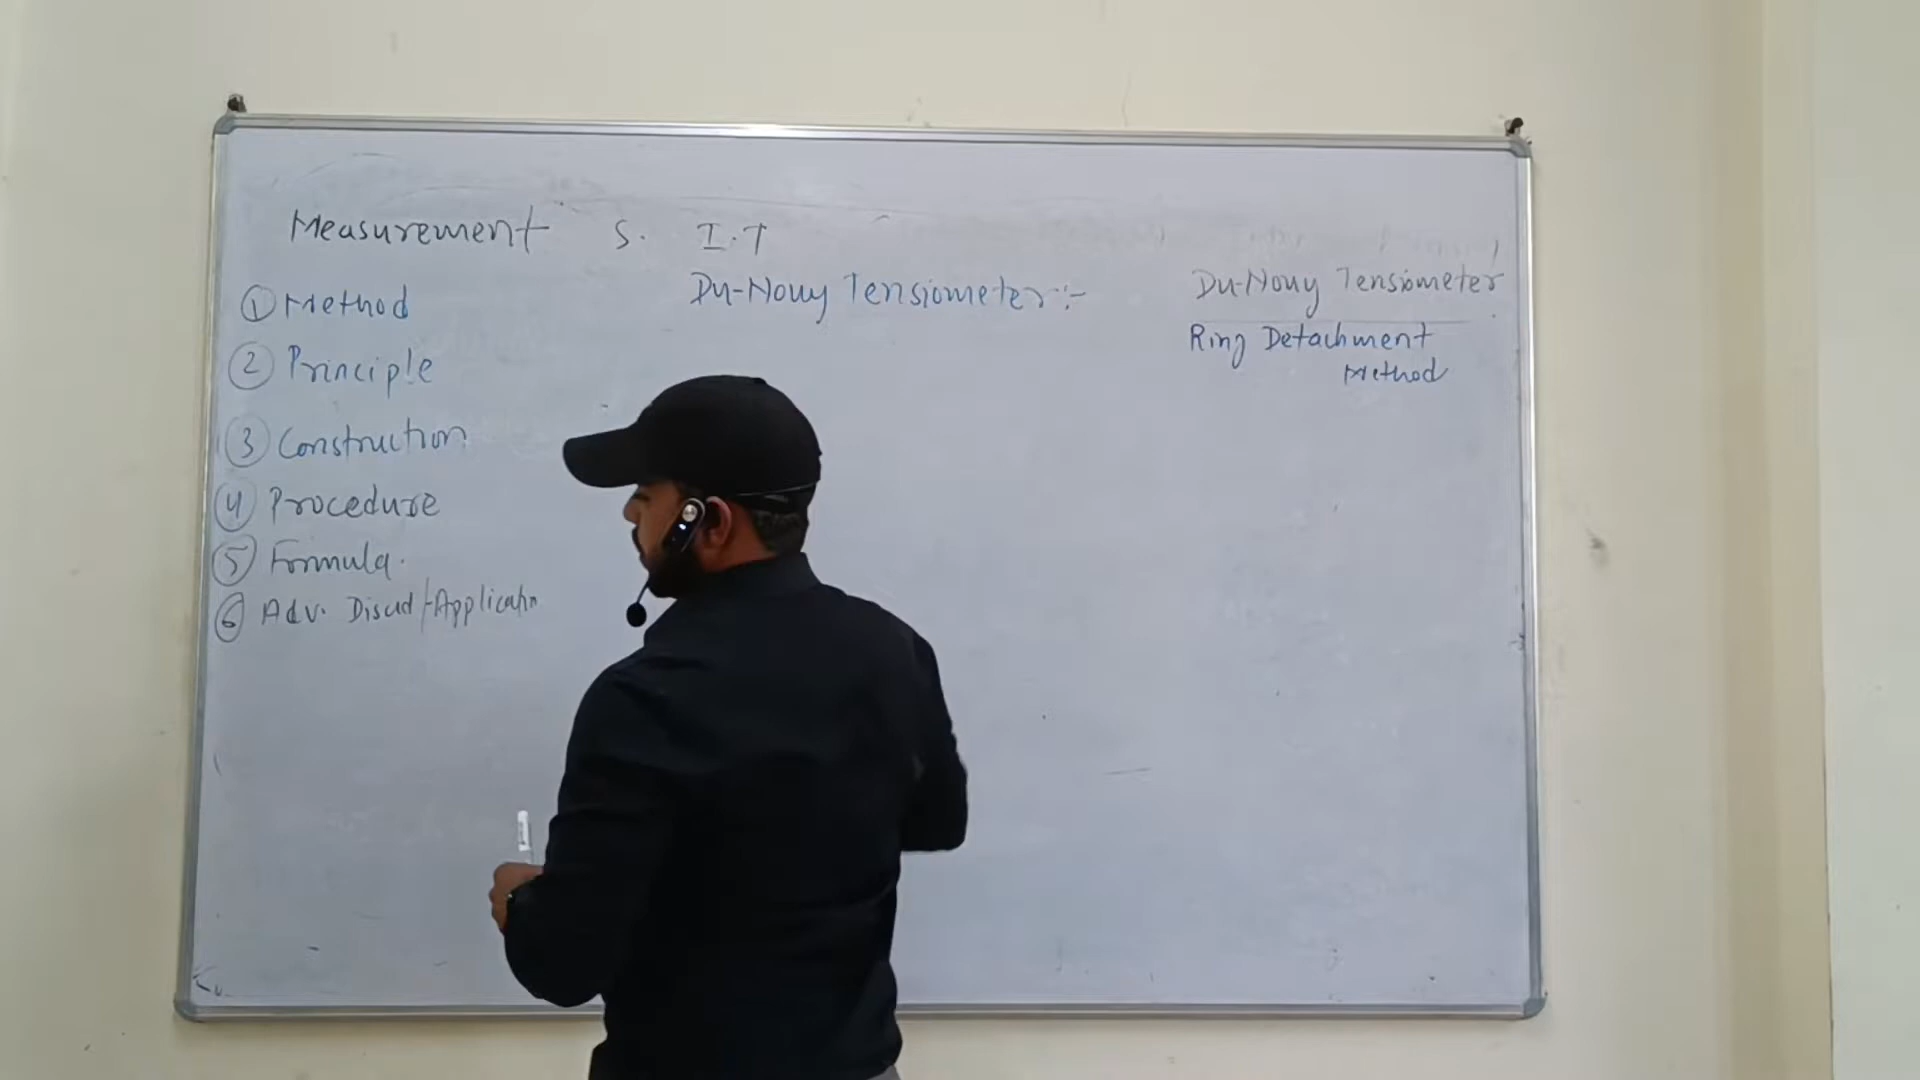 Measurement S. I.T
① Method
② Principle
③ Construction
④ Procedure
⑤ Formula.
⑥ Adv. Disad/-Applicatn
Du-Nouy Tensiometer:-
Du-Nouy Tensiometer
Ring Detachment
Method